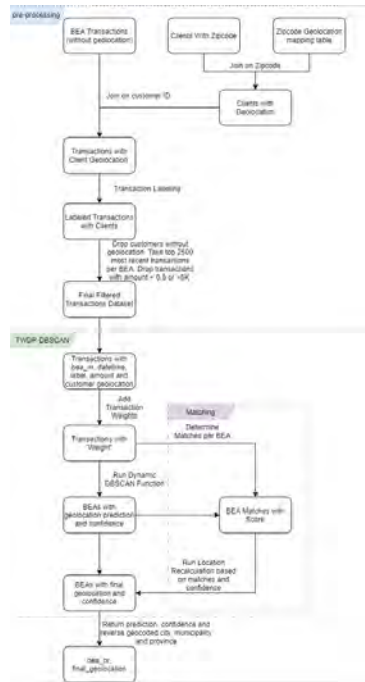 pre-processing
BEA Transactions
(without geolocation)
Clients With Zipcode
Zipcode Geolocation
mapping table
Join on Zipcode
Join on customer ID
Clients with
Geolocation
Transactions with
Client Geolocation
Transaction Labeling
Labeled Transactions
with Clients
Drop customers without
geolocation. Take top 2500
most recent transactions
per BEA. Drop transactions
with amount
Final Filtered
Transactions Dataset
TWDP-DBSCAN
Transactions with
datetime,
label, amount and
customer geolocation
Add
Transaction
Weights
Matching
Determine
Matches per BEA
Transactions with
Weight
Run Dynamic
DBSCAN Function
BEAs with
geolocation prediction
and confidence
BEA Matches with
Score
Run Location
Recalculation based
on matches and
confidence
BEAs with final
geolocation and
confidence
Return prediction, confidence and
reverse geocoded city, municipality
and province
final_geolocation